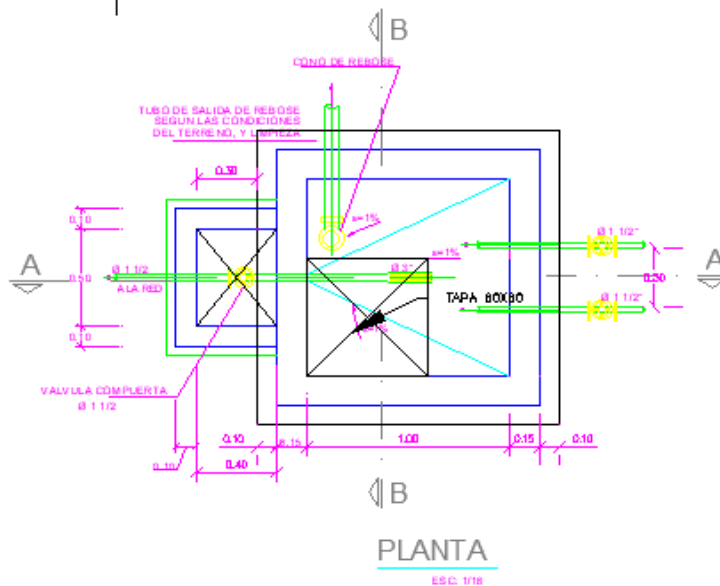 B
CONO DE REBOSE
TUBO DE SALIDA DE REBOSE
SEGUN LAS CONDICIONES
DEL TERRENO, Y LIMPIEZA
0.30
s=1%
0.10
Ø 1 1/2"
A
Ø 1 1/2
Ø 3"
s=1%
A
0.50
A LA RED
TAPA 60X60
0.30
Ø 1 1/2"
0.10
s=1%
VALVULA COMPUERTA
Ø 1 1/2
0.10
0.15
1.00
0.15
0.10
0.10
0.40
B
PLANTA
ESC: 1/18